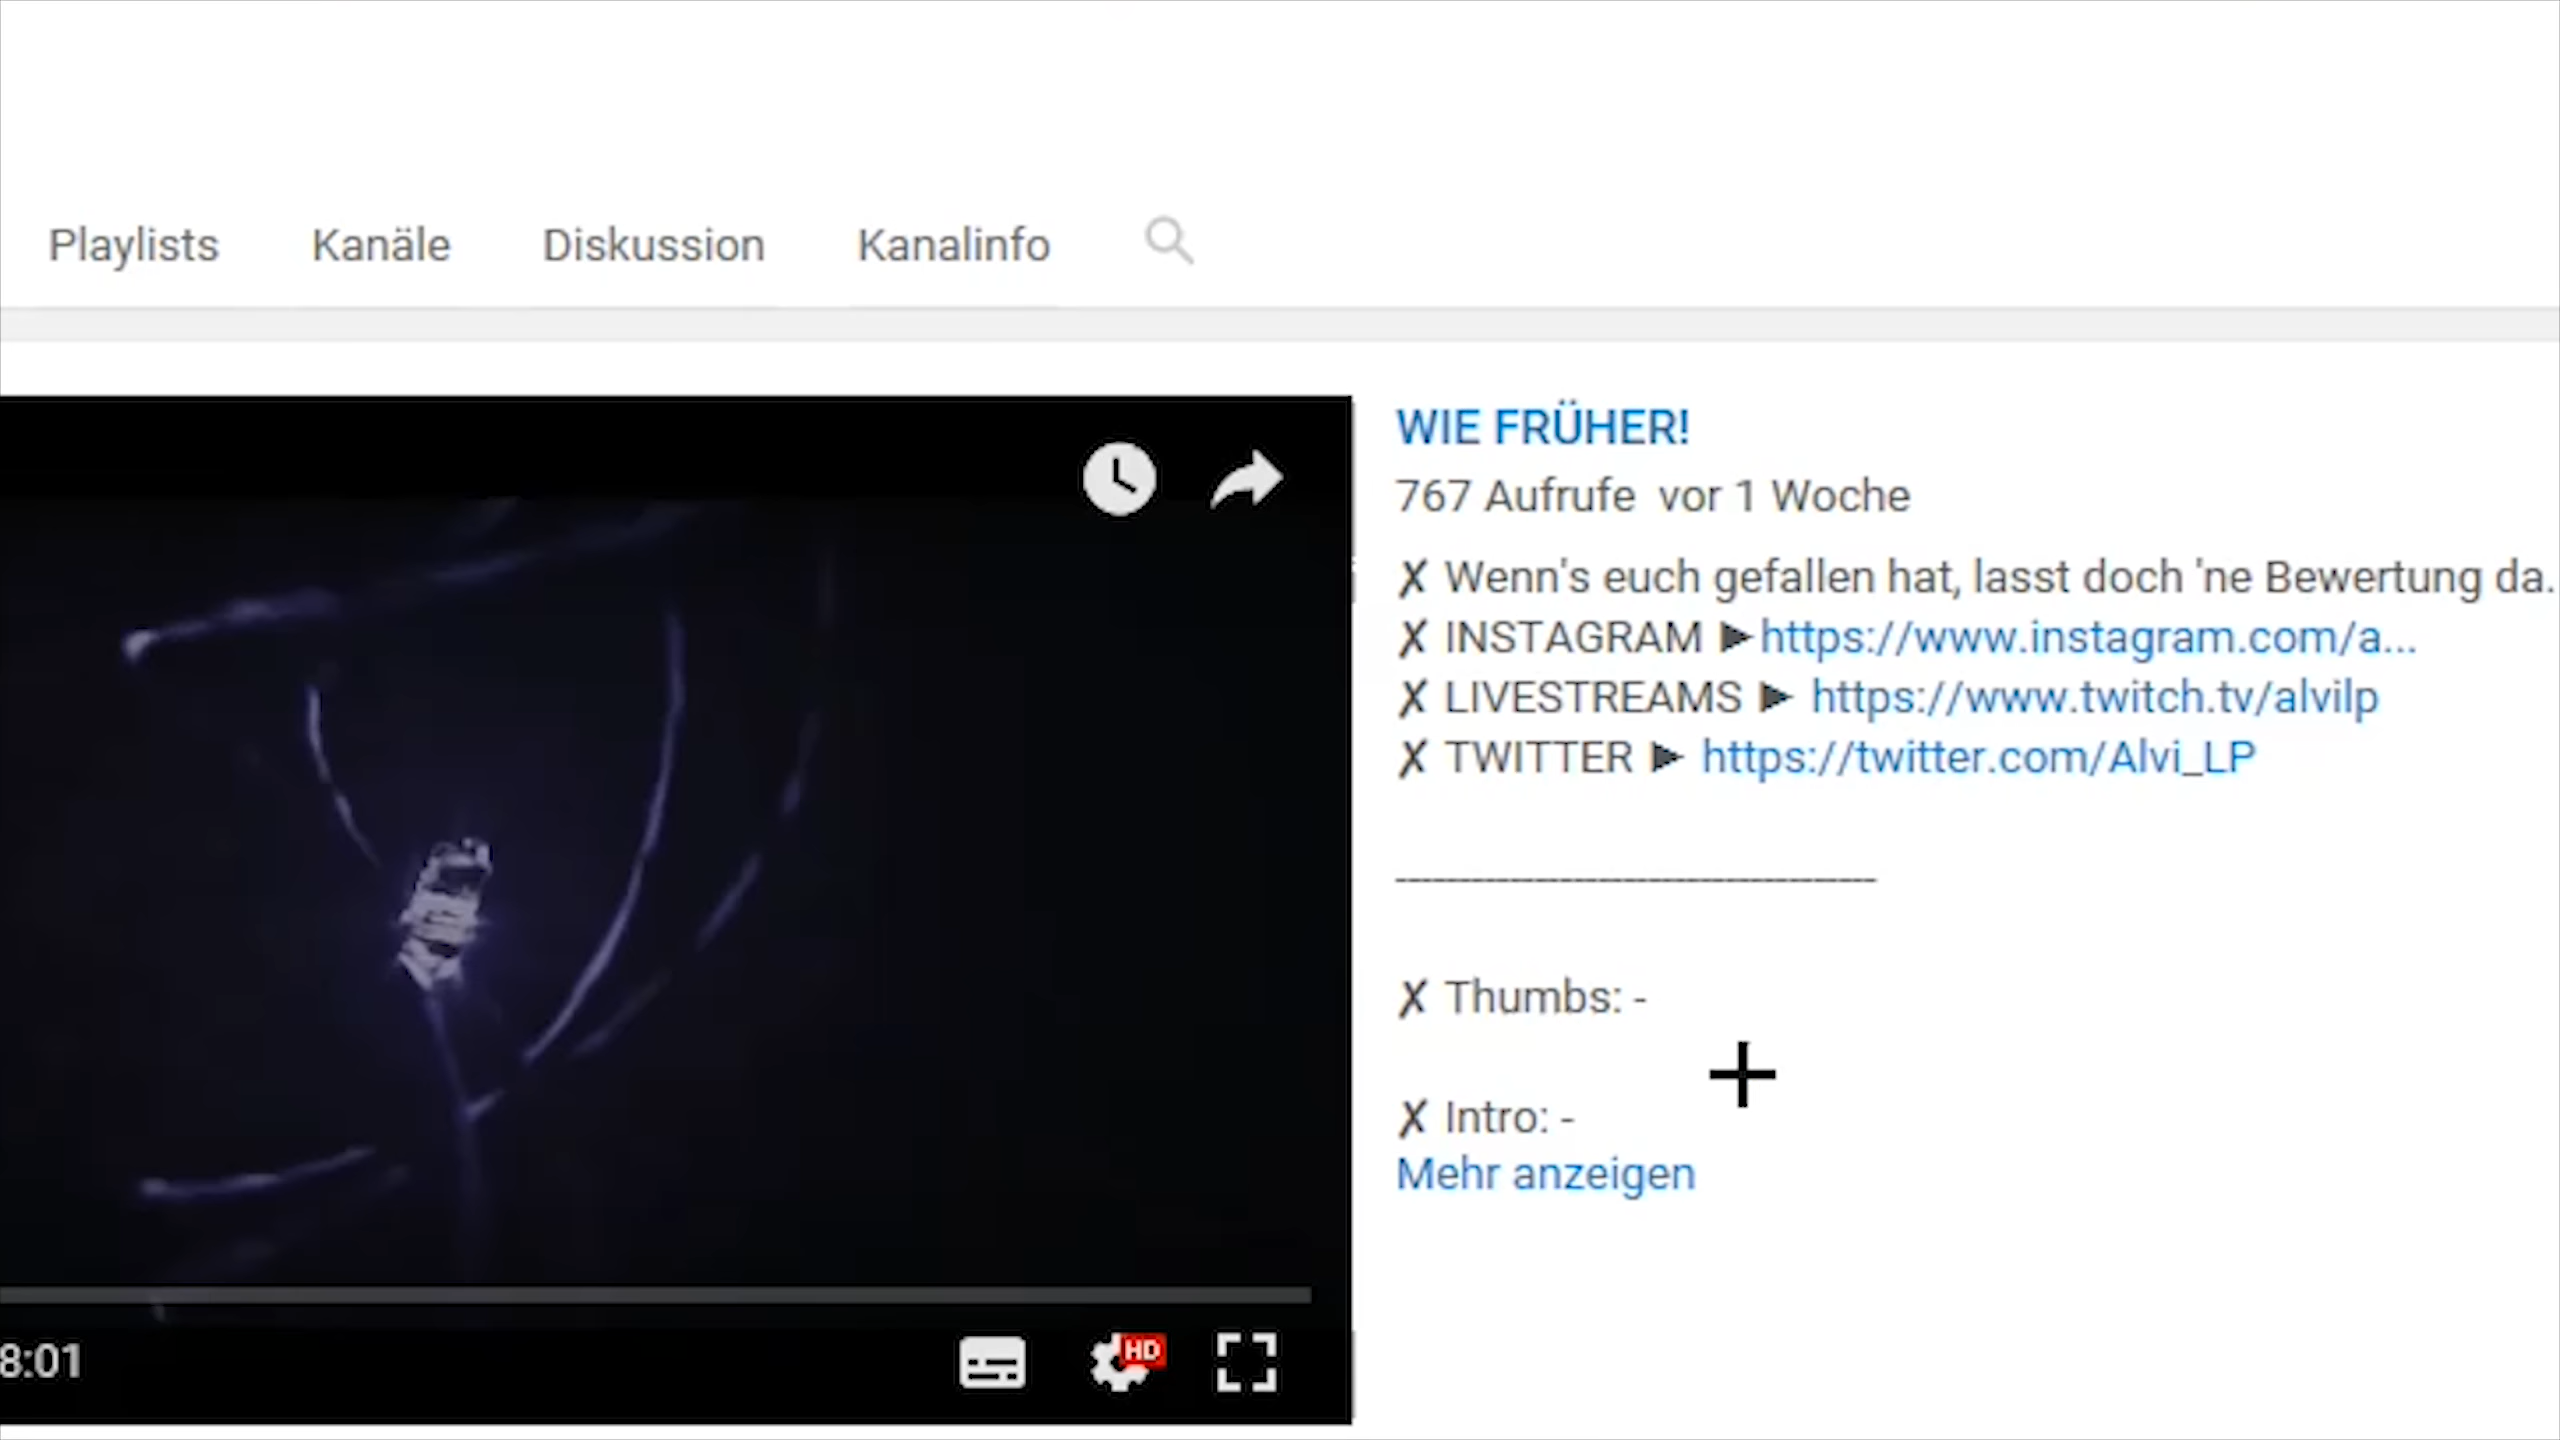 Playlists Kanäle Diskussion Kanalinfo
WIE FRÜHER!
767 Aufrufe vor 1 Woche
✗ Wenn's euch gefallen hat, lasst doch 'ne Bewertung da.
✗ INSTAGRAM ►https://www.instagram.com/a...
✗ LIVESTREAMS ► https://www.twitch.tv/alvilp
✗ TWITTER ► https://twitter.com/Alvi_LP
----------------------------------------
✗ Thumbs: -
✗ Intro: -
Mehr anzeigen
8:01
HD